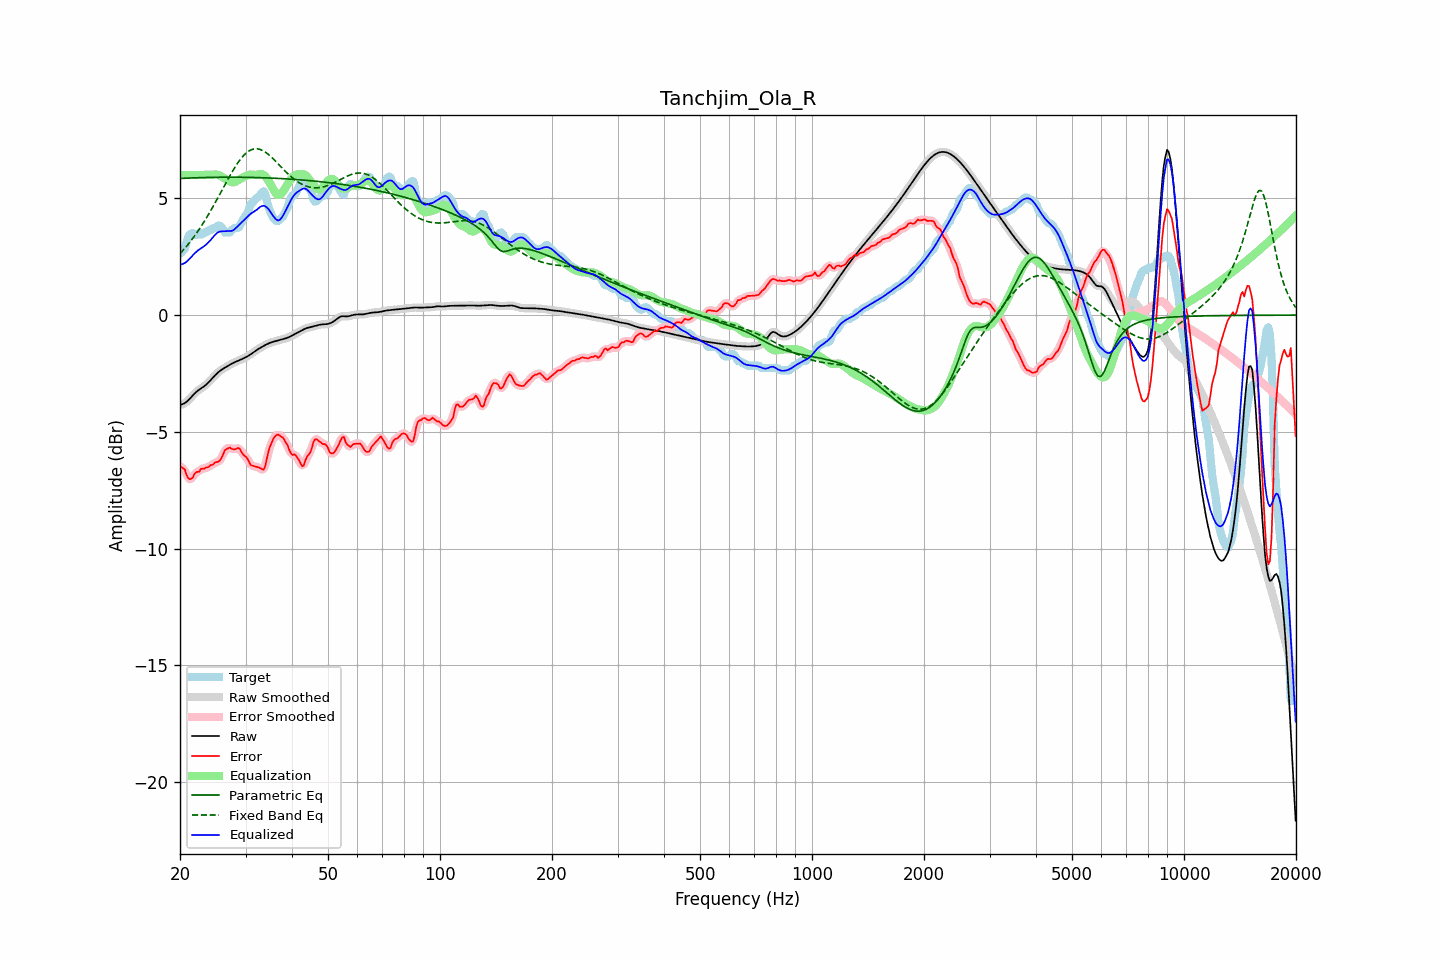 Tanchjim_Ola_R
Amplitude (dBr)
5
0
−5
−10
−15
−20
Target
Raw Smoothed
Error Smoothed
Raw
Error
Equalization
Parametric Eq
Fixed Band Eq
Equalized
20 50 100 200 500 1000 2000 5000 10000 20000
Frequency (Hz)